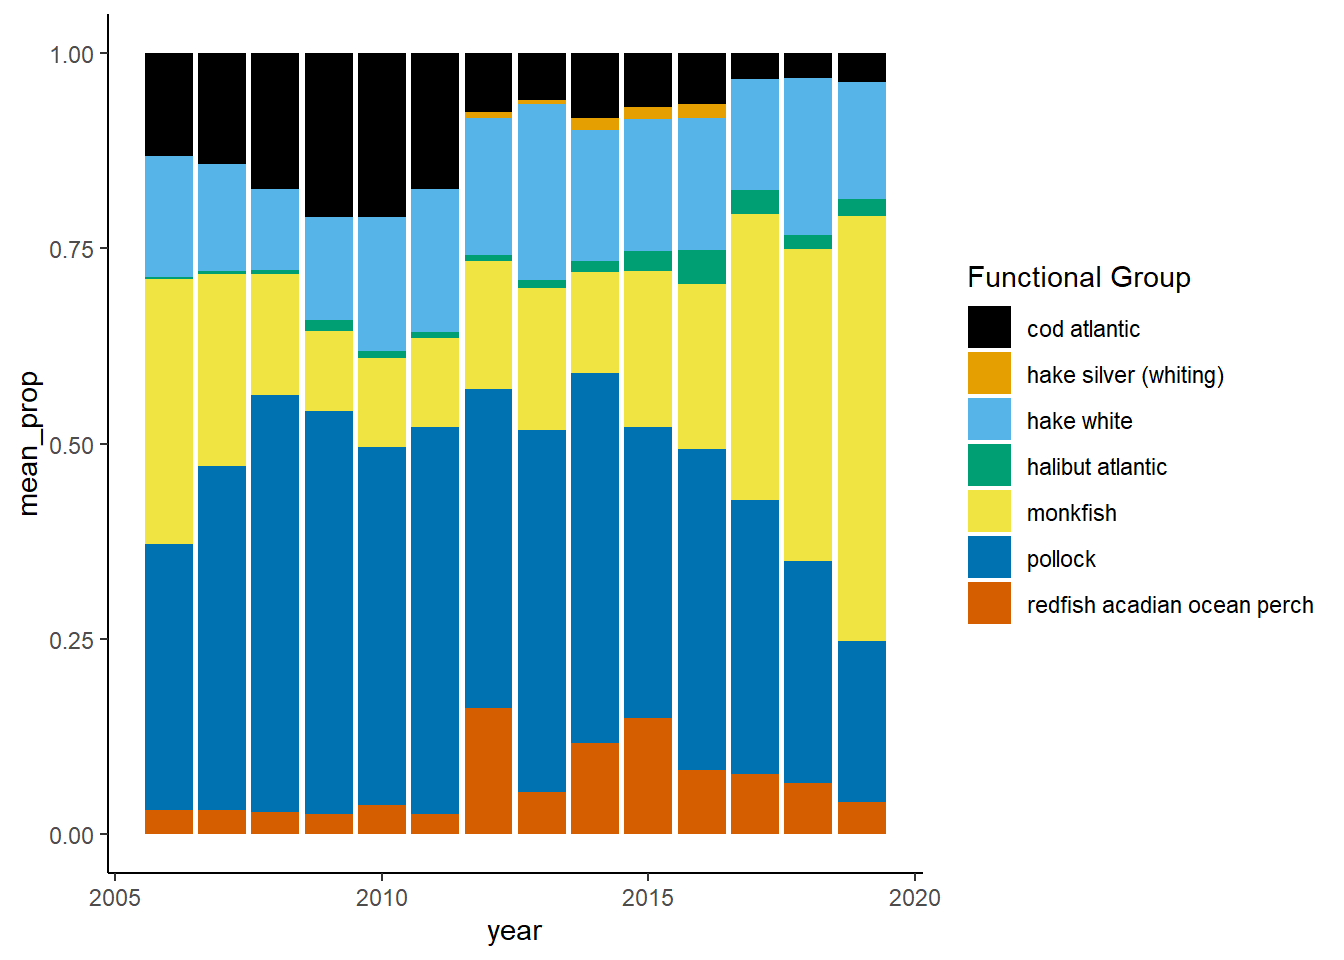 1.00
0.75
0.50
0.25
0.00
mean_prop
2005
2010
2015
2020
year
Functional Group
cod atlantic
hake silver (whiting)
hake white
halibut atlantic
monkfish
pollock
redfish acadian ocean perch